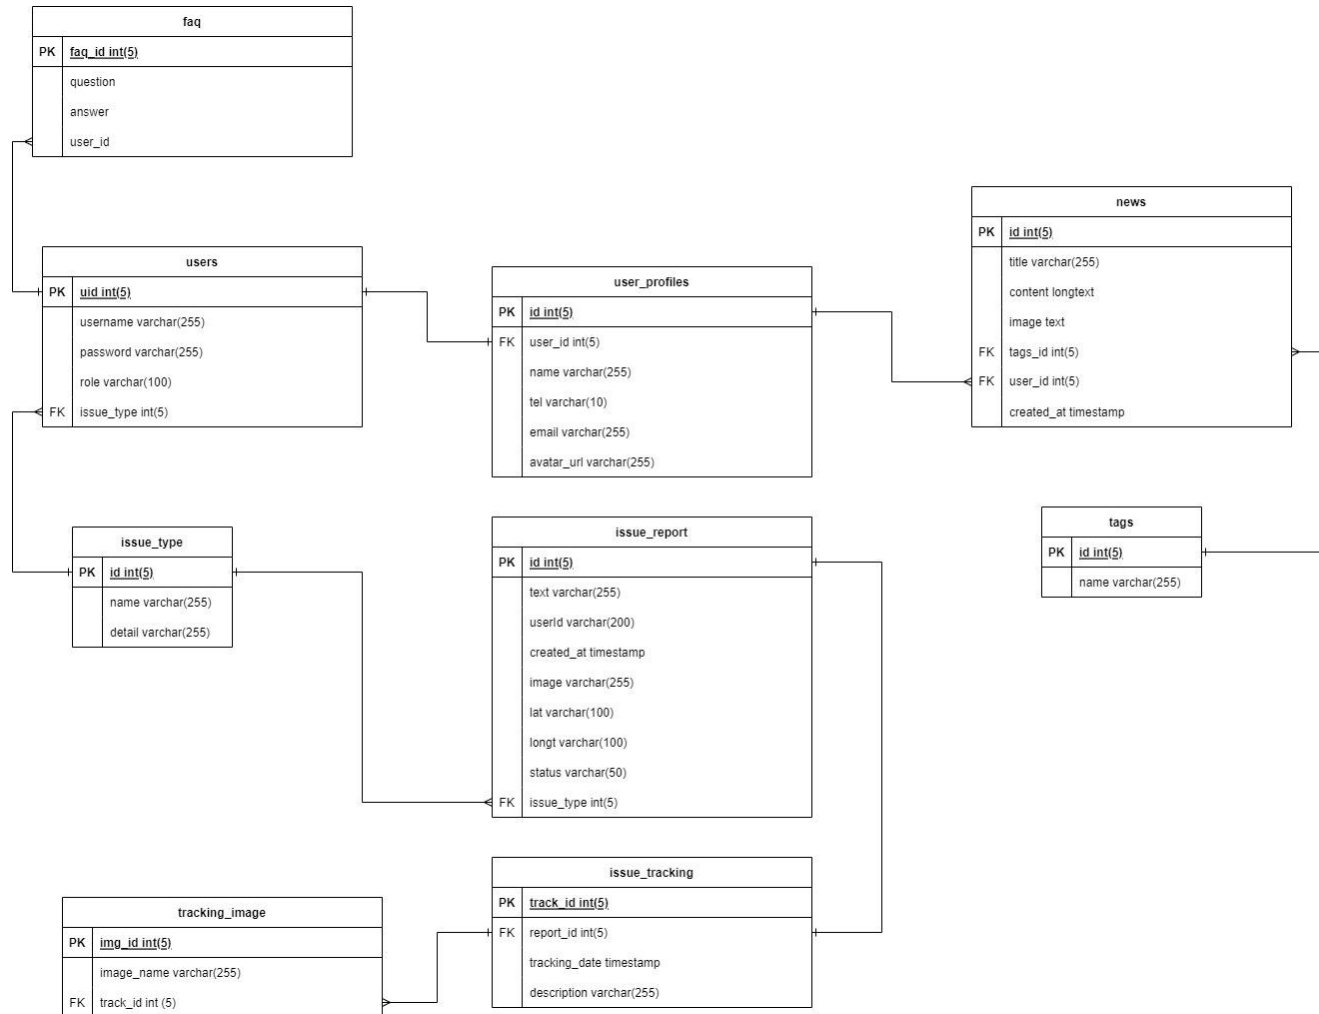 faq
PK faq_id int(5)
question
answer
user_id
users
PK uid int(5)
username varchar(255)
password varchar(255)
role varchar(100)
FK issue_type int(5)
user_profiles
PK id int(5)
FK user_id int(5)
name varchar(255)
tel varchar(10)
email varchar(255)
avatar_url varchar(255)
news
PK id int(5)
title varchar(255)
content longtext
image text
FK tags_id int(5)
FK user_id int(5)
created_at timestamp
issue_type
PK id int(5)
name varchar(255)
detail varchar(255)
issue_report
PK id int(5)
text varchar(255)
userId varchar(200)
created_at timestamp
image varchar(255)
lat varchar(100)
longt varchar(100)
status varchar(50)
FK issue_type int(5)
tags
PK id int(5)
name varchar(255)
tracking_image
PK img_id int(5)
image_name varchar(255)
FK track_id int (5)
issue_tracking
PK track_id int(5)
FK report_id int(5)
tracking_date timestamp
description varchar(255)